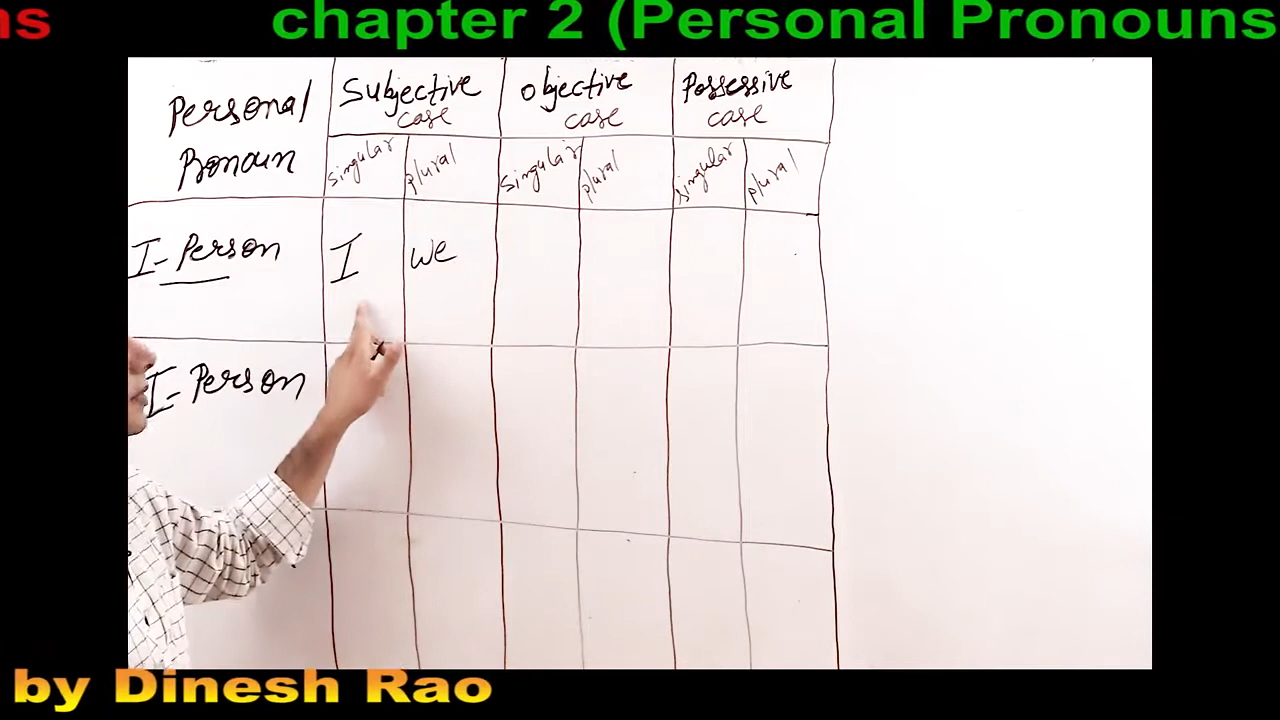 ns chapter 2 (Personal Pronouns
Personal Pronoun
Subjective case
objective case
Possessive case
singular plural singular plural singular plural
I- Person I we
I- Person
by Dinesh Rao